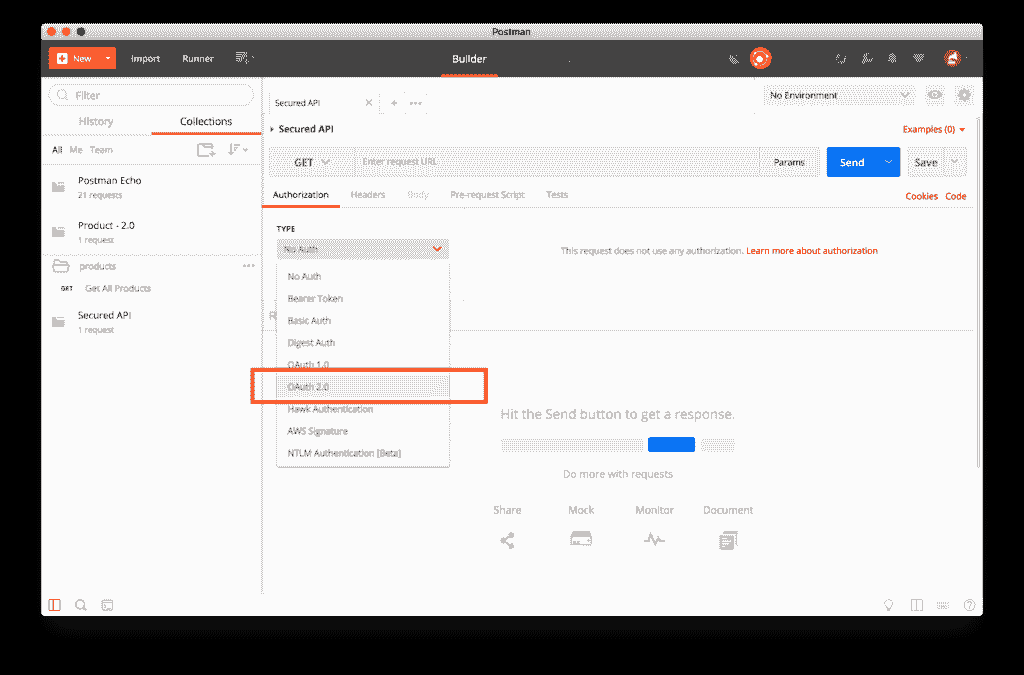 Postman
New Import Runner Builder
Filter
History Collections
All Me Team
Postman Echo
21 requests
Product - 2.0
1 request
products
GET Get All Products
Secured API
1 request
Secured API
No Environment
Secured API
Examples (0)
GET Enter request URL Params Send Save
Authorization Headers Body Pre-request Script Tests Cookies Code
TYPE
No Auth
This request does not use any authorization. Learn more about authorization
No Auth
Bearer Token
Basic Auth
Digest Auth
OAuth 1.0
OAuth 2.0
Hawk Authentication
AWS Signature
NTLM Authentication [Beta]
R
Hit the Send button to get a response.
Do more with requests
Share Mock Monitor Document